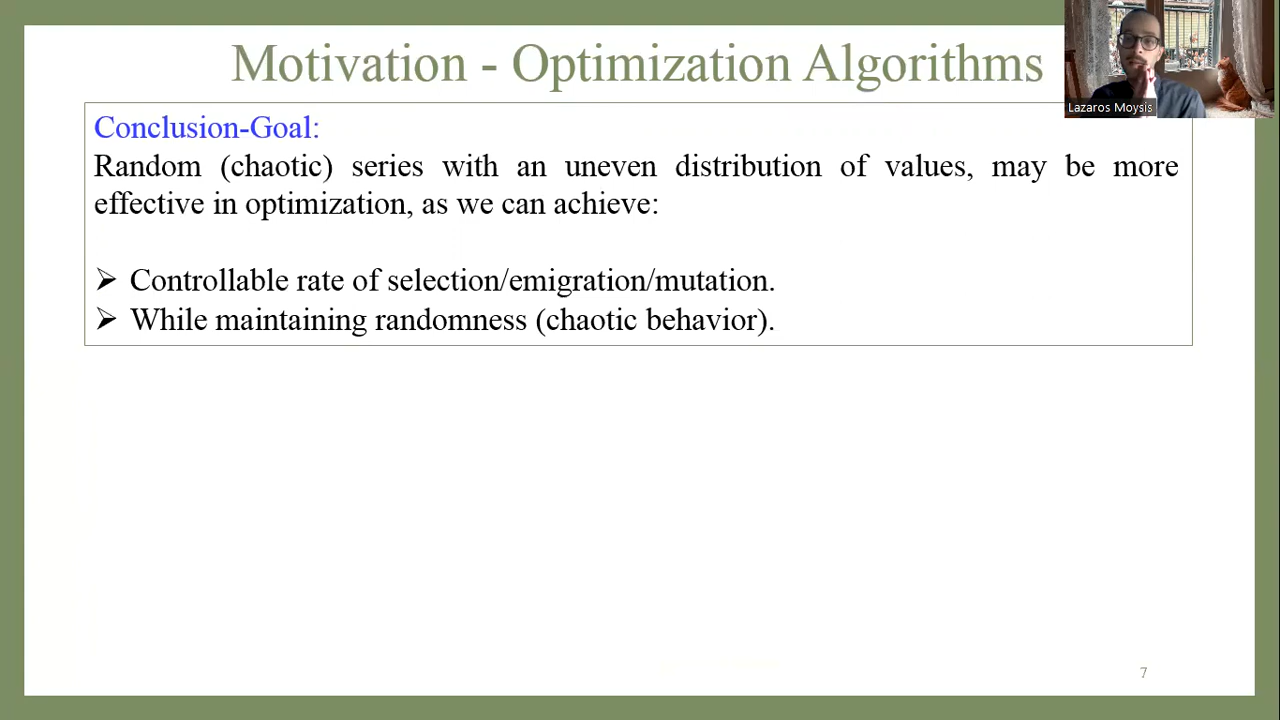 Motivation - Optimization Algorithms
Lazaros Moysis
Conclusion-Goal:
Random (chaotic) series with an uneven distribution of values, may be more
effective in optimization, as we can achieve:
➢ Controllable rate of selection/emigration/mutation.
➢ While maintaining randomness (chaotic behavior).
7